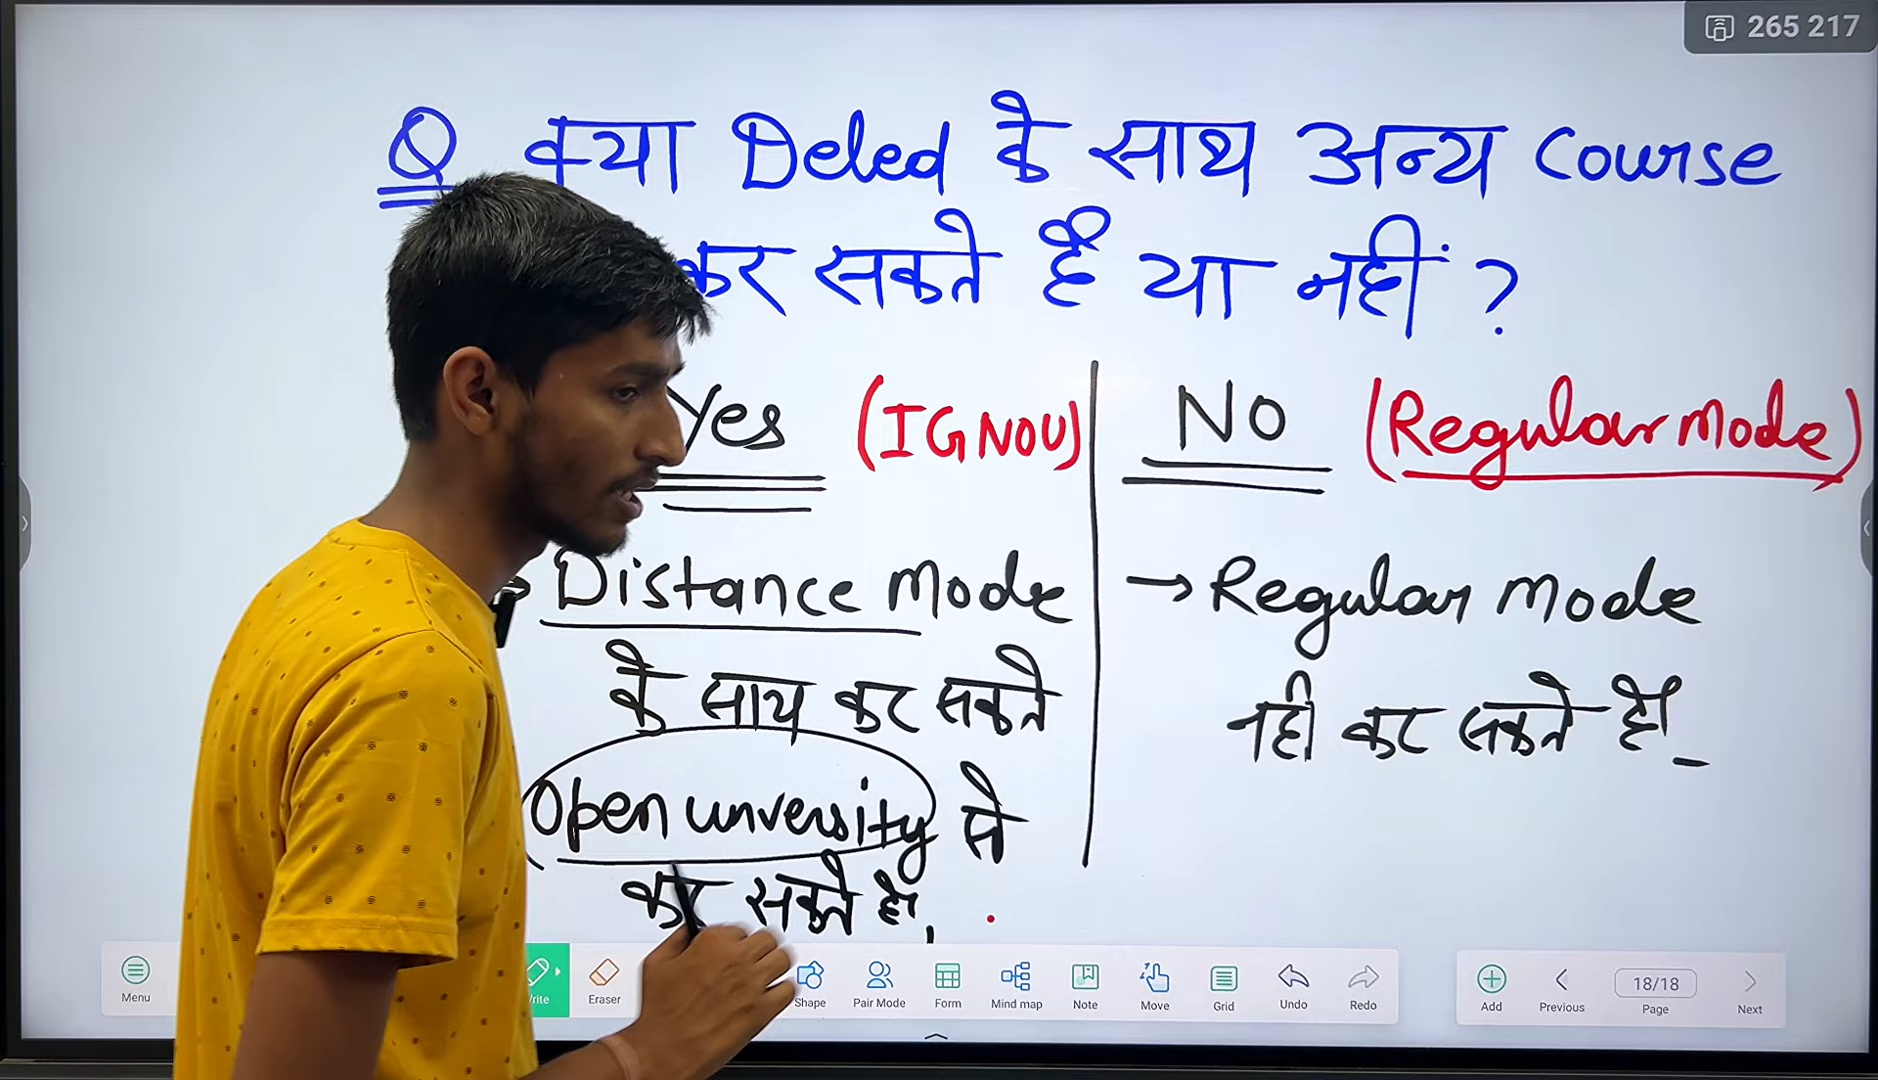 265 217
Q क्या Deled के साथ अन्य Course
कर सकते हैं या नहीं ?
Yes (IGNOU)
Distance mode
के साथ कर सकते
Open unversity से
कर सकते हैं,
NO (Regular mode)
→ Regular mode
नहीं कर सकते हैं।
Menu
Eraser
Shape
Pair Mode
Form
Mind map
Note
Move
Grid
Undo
Redo
Add
Previous
18/18
Page
Next